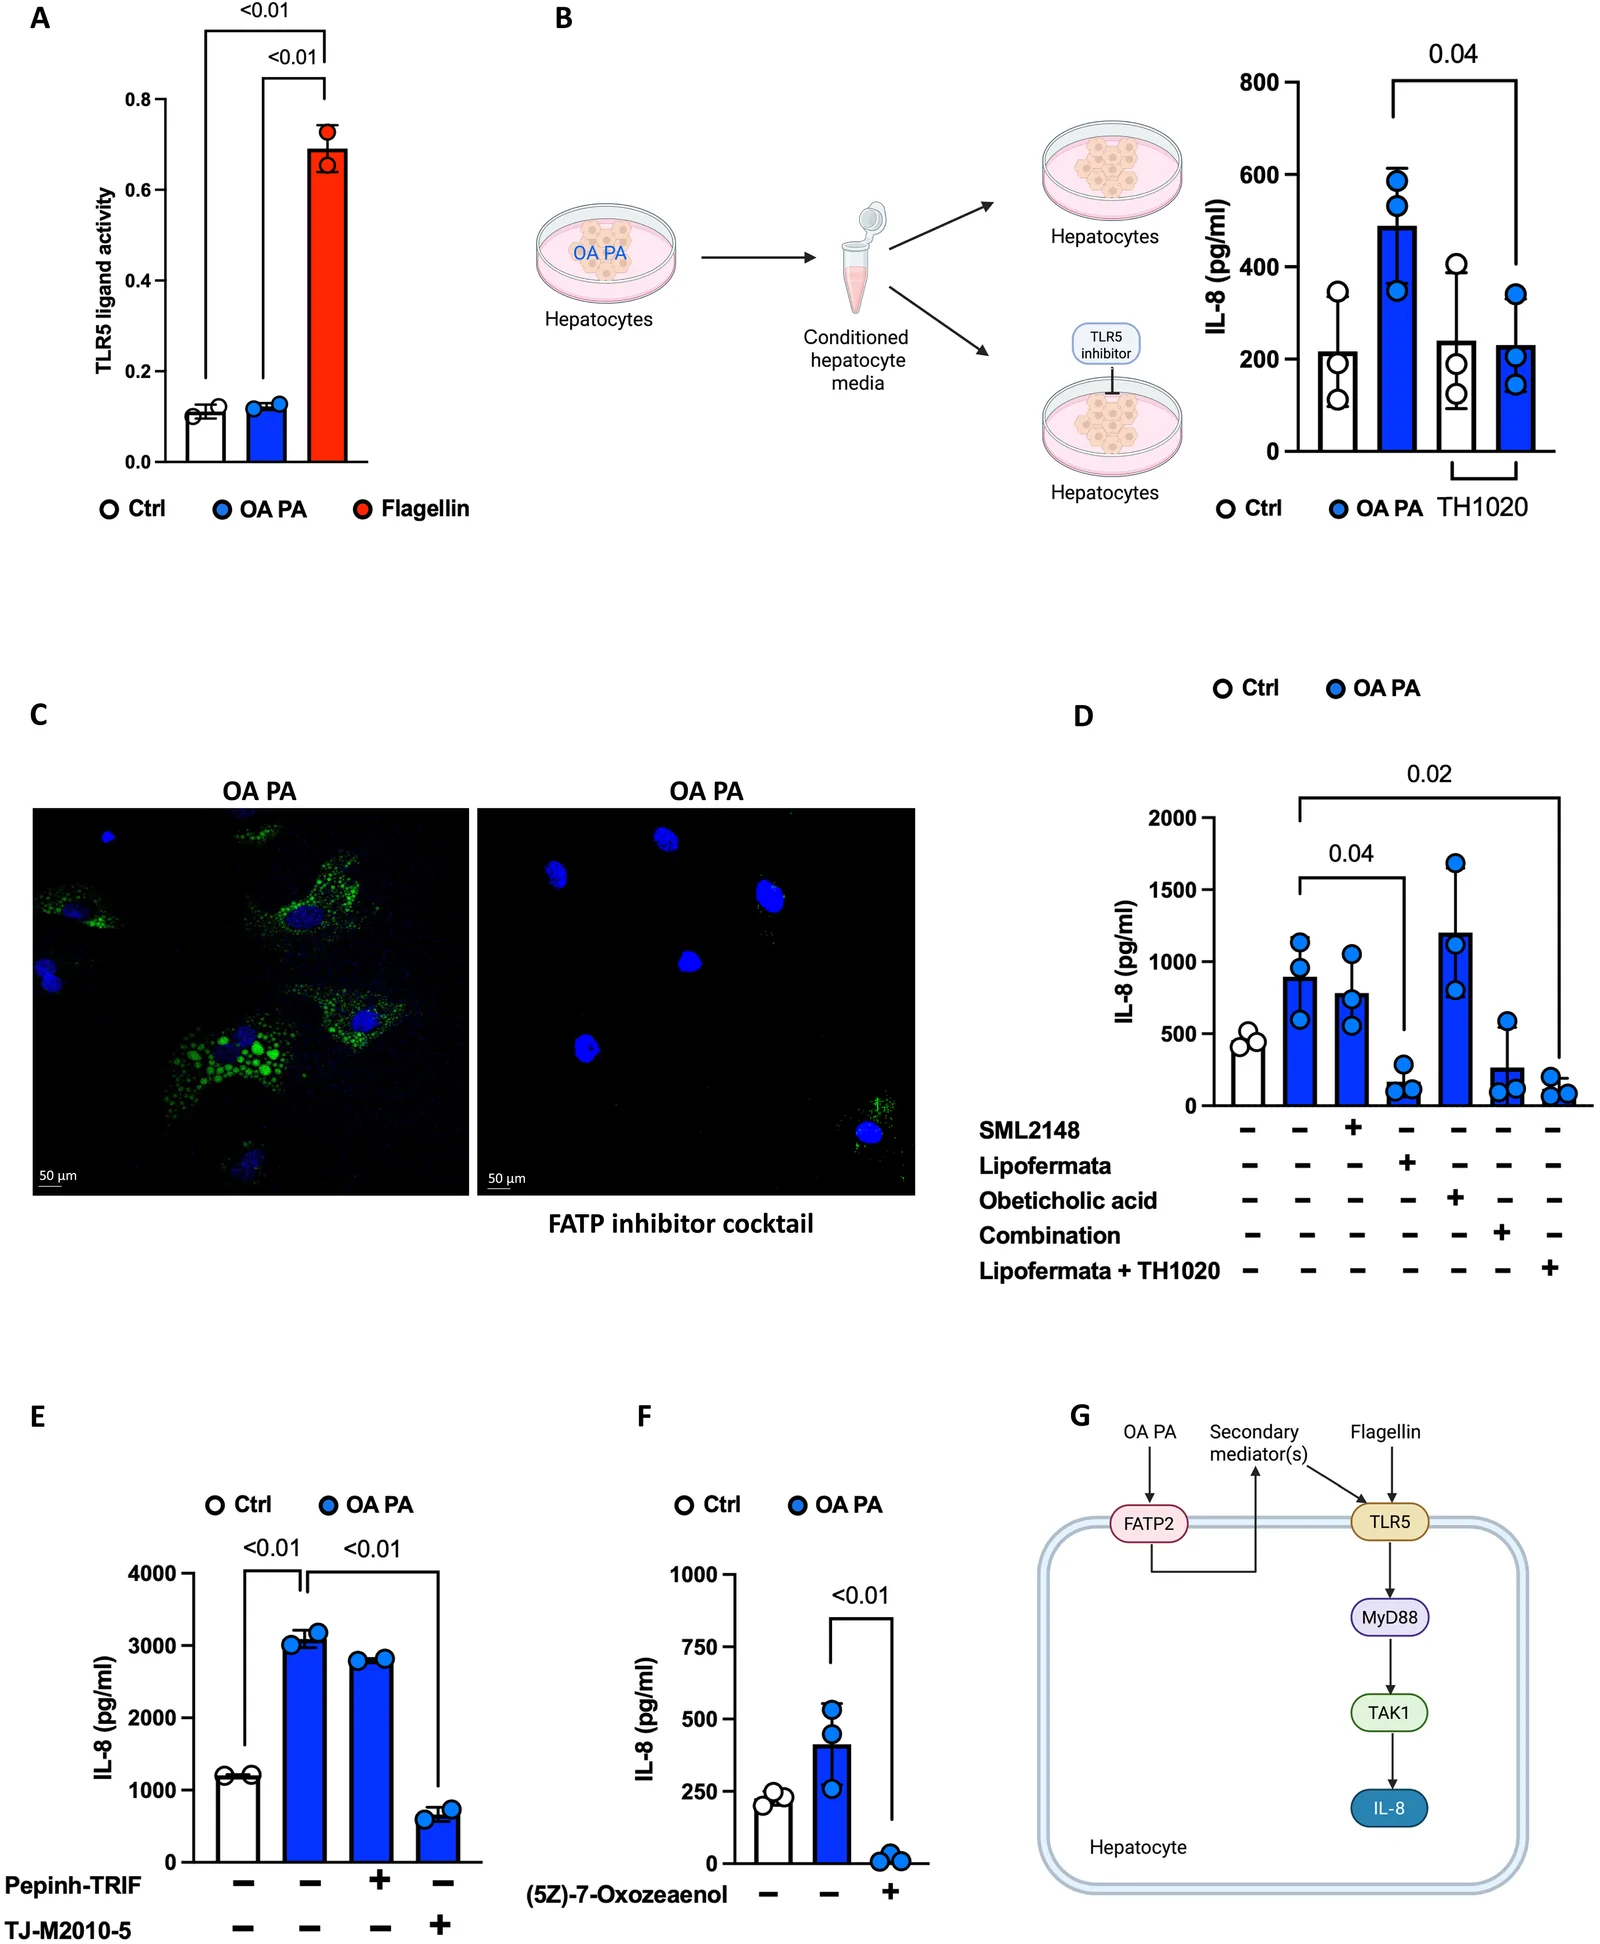 A
<0.01
<0.01
TLR5 ligand activity
0.8
0.6
0.4
0.2
0.0
Ctrl
OA PA
Flagellin
B
OA PA
Hepatocytes
Conditioned
hepatocyte
media
Hepatocytes
TLR5
inhibitor
Hepatocytes
0.04
IL-8 (pg/ml)
800
600
400
200
0
Ctrl
OA PA
TH1020
C
OA PA
50 µm
OA PA
50 µm
FATP inhibitor cocktail
D
Ctrl
OA PA
0.02
0.04
IL-8 (pg/ml)
2000
1500
1000
500
0
SML2148 − − + − − − −
Lipofermata − − − + − − −
Obeticholic acid − − − − + − −
Combination − − − − − + −
Lipofermata + TH1020 − − − − − − +
E
Ctrl
OA PA
<0.01
<0.01
IL-8 (pg/ml)
4000
3000
2000
1000
0
Pepinh-TRIF − − + −
TJ-M2010-5 − − − +
F
Ctrl
OA PA
<0.01
IL-8 (pg/ml)
1000
750
500
250
0
(5Z)-7-Oxozeaenol − − +
G
OA PA
Secondary
mediator(s)
Flagellin
FATP2
TLR5
MyD88
TAK1
IL-8
Hepatocyte